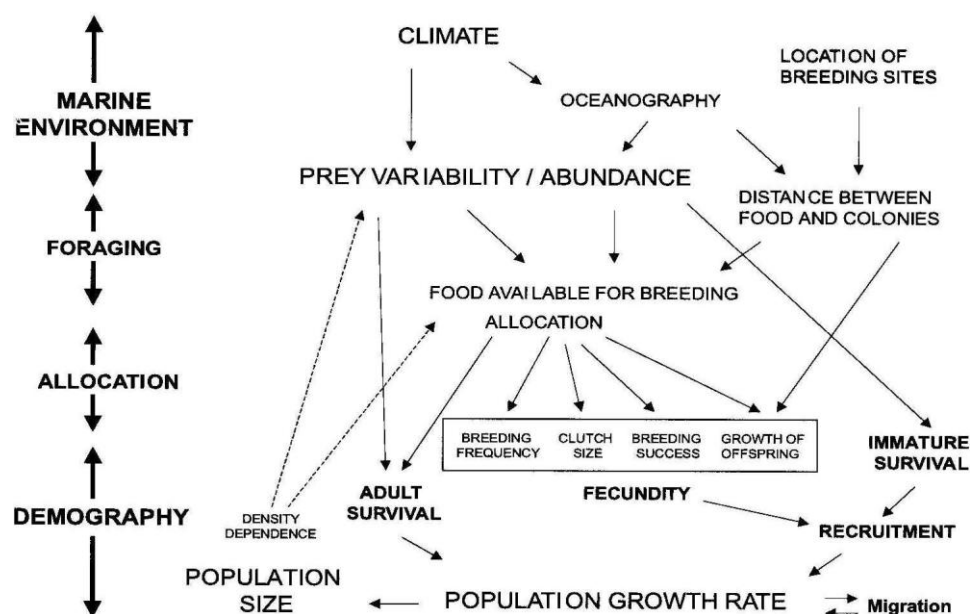 CLIMATE
LOCATION OF
BREEDING SITES
MARINE
ENVIRONMENT
OCEANOGRAPHY
PREY VARIABILITY / ABUNDANCE
DISTANCE BETWEEN
FOOD AND COLONIES
FORAGING
FOOD AVAILABLE FOR BREEDING
ALLOCATION
ALLOCATION
BREEDING
FREQUENCY
CLUTCH
SIZE
BREEDING
SUCCESS
GROWTH OF
OFFSPRING
IMMATURE
SURVIVAL
ADULT
SURVIVAL
FECUNDITY
DEMOGRAPHY
DENSITY
DEPENDENCE
RECRUITMENT
POPULATION
SIZE
POPULATION GROWTH RATE
Migration